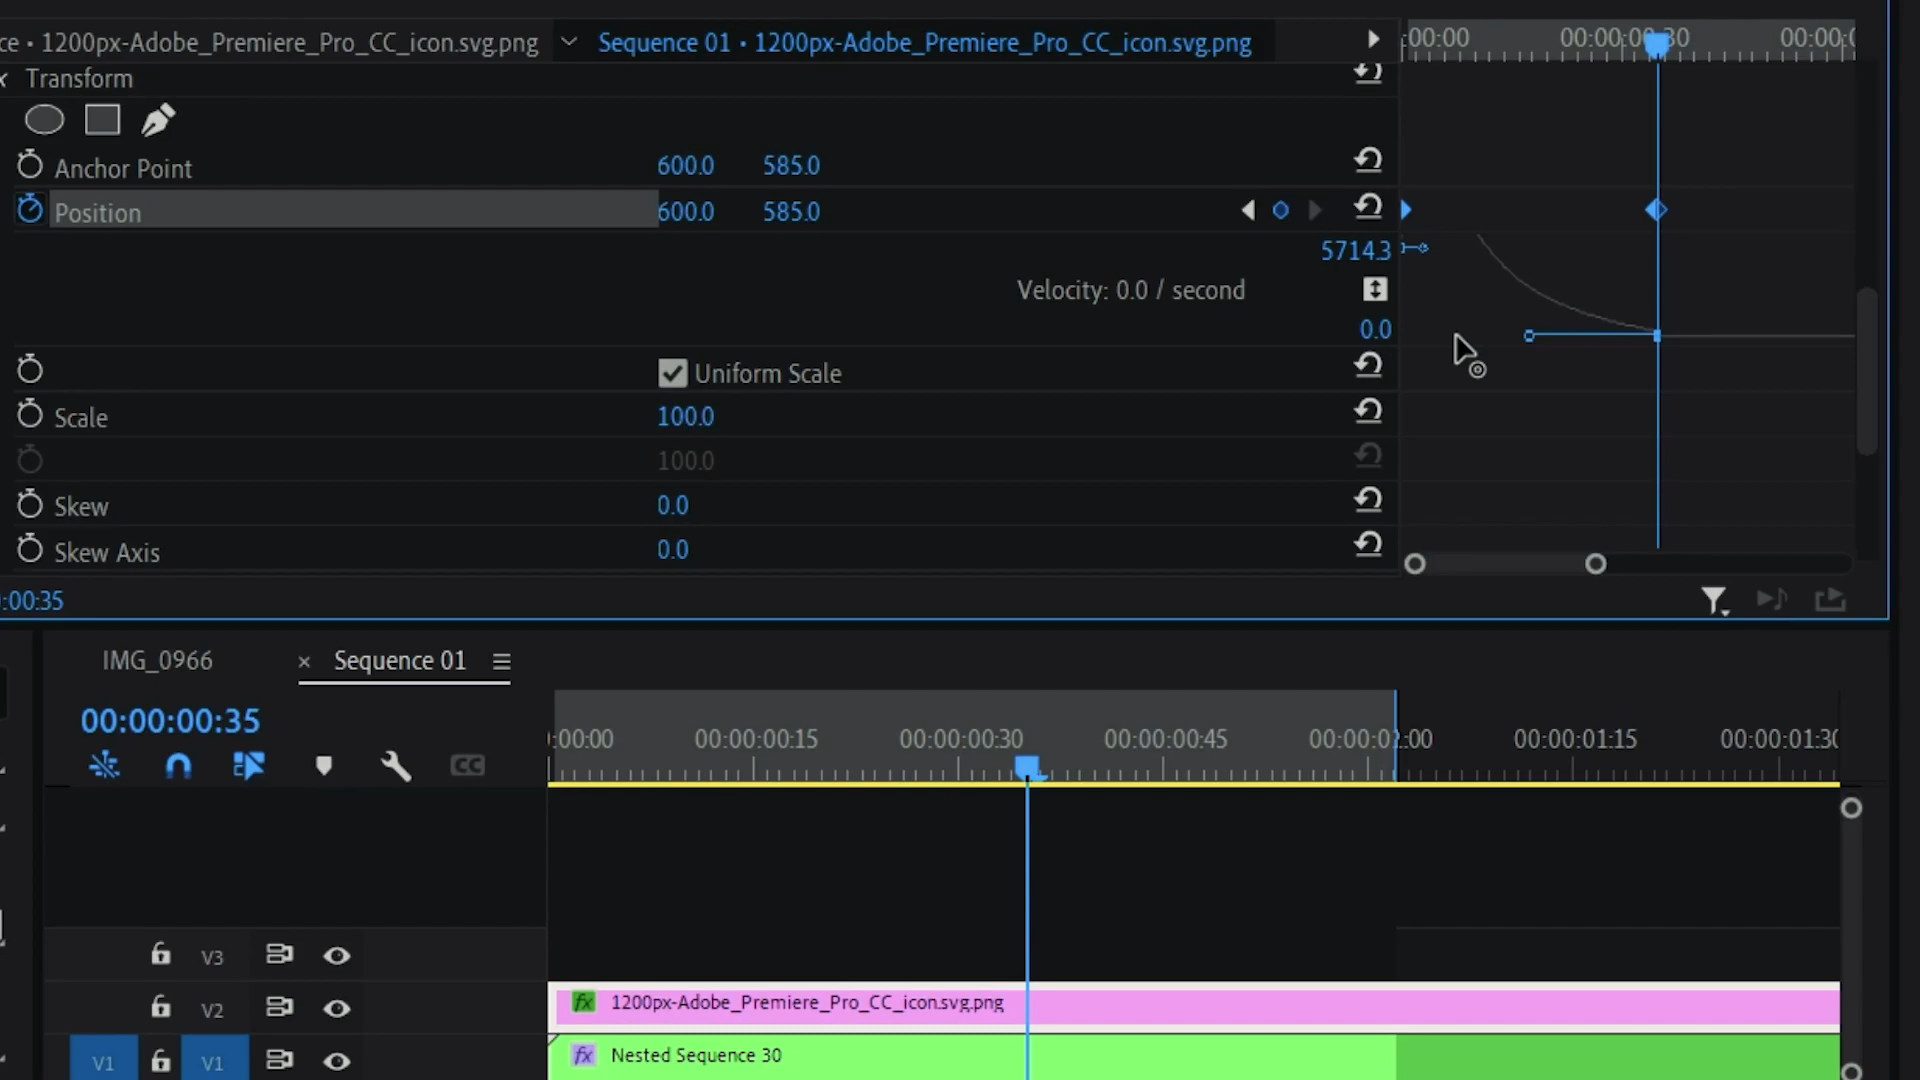 ce • 1200px-Adobe_Premiere_Pro_CC_icon.svg.png
Sequence 01 • 1200px-Adobe_Premiere_Pro_CC_icon.svg.png
:00:00
00:00:00:30
00:00:0
Transform
Anchor Point 600.0 585.0
Position 600.0 585.0
5714.3
Velocity: 0.0 / second
0.0
Uniform Scale
Scale 100.0
100.0
Skew 0.0
Skew Axis 0.0
:00:35
IMG_0966
× Sequence 01
00:00:00:35
:00:00
00:00:00:15
00:00:00:30
00:00:00:45
00:00:01:00
00:00:01:15
00:00:01:30
CC
V3
V2
fx 1200px-Adobe_Premiere_Pro_CC_icon.svg.png
V1 V1
fx Nested Sequence 30